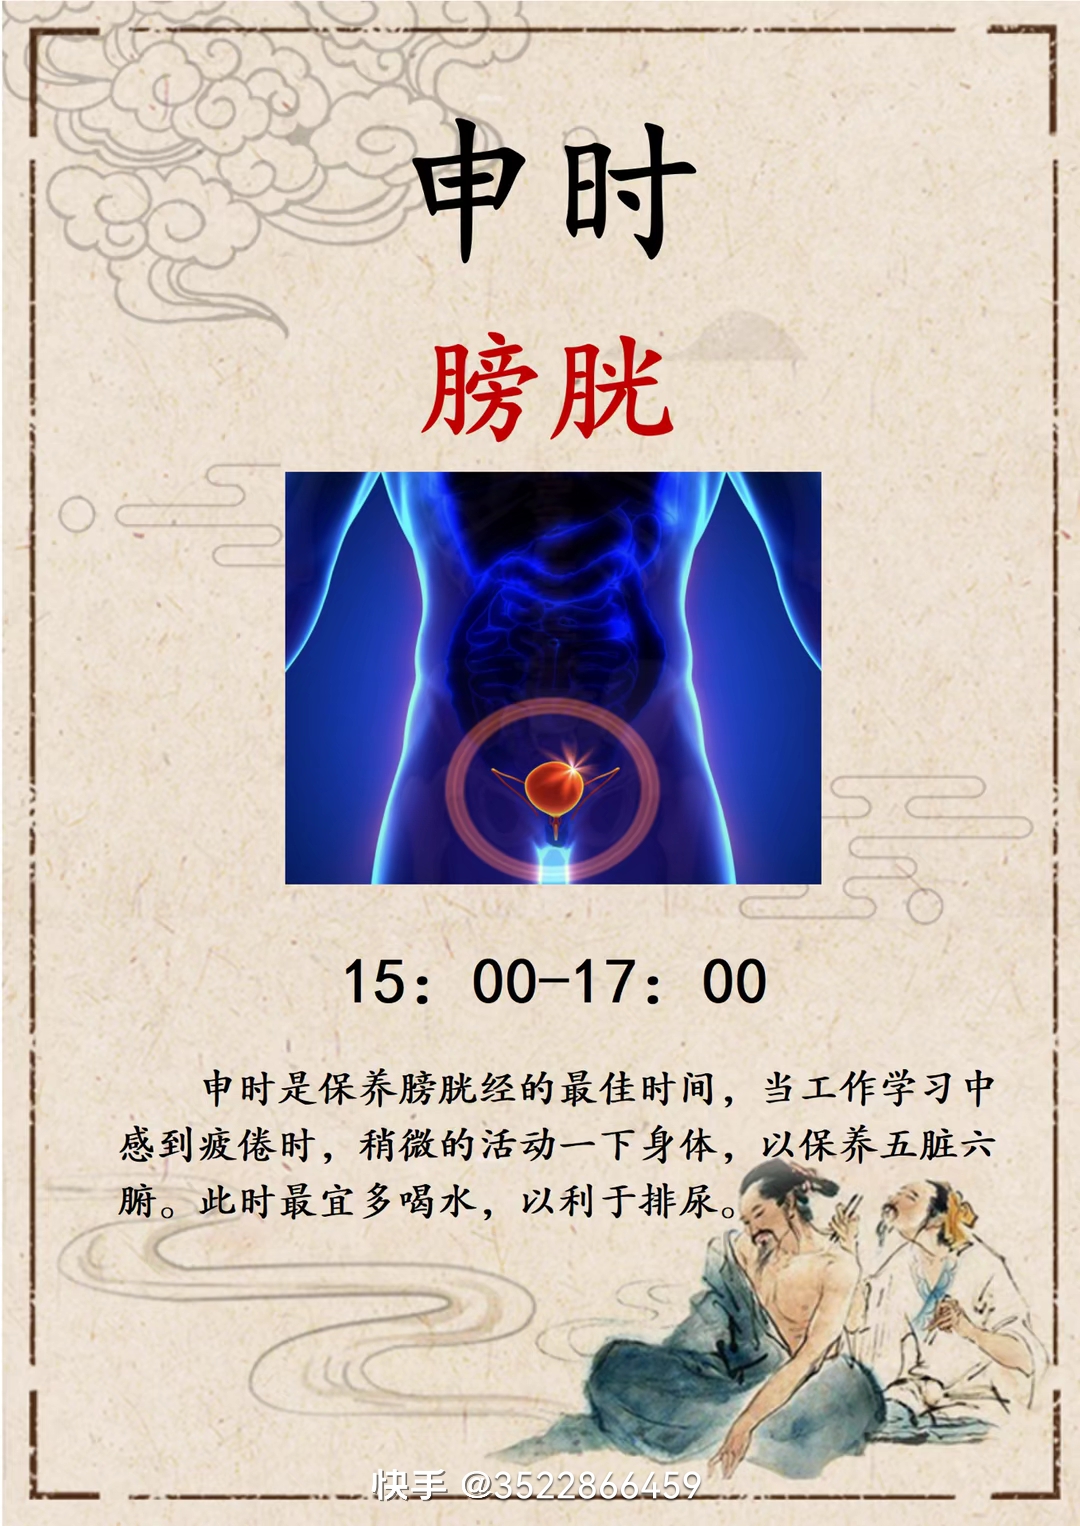 申时
膀胱
15：00-17：00
申时是保养膀胱经的最佳时间，当工作学习中
感到疲倦时，稍微的活动一下身体，以保养五脏六
腑。此时最宜多喝水，以利于排尿。
快手 @3522866459